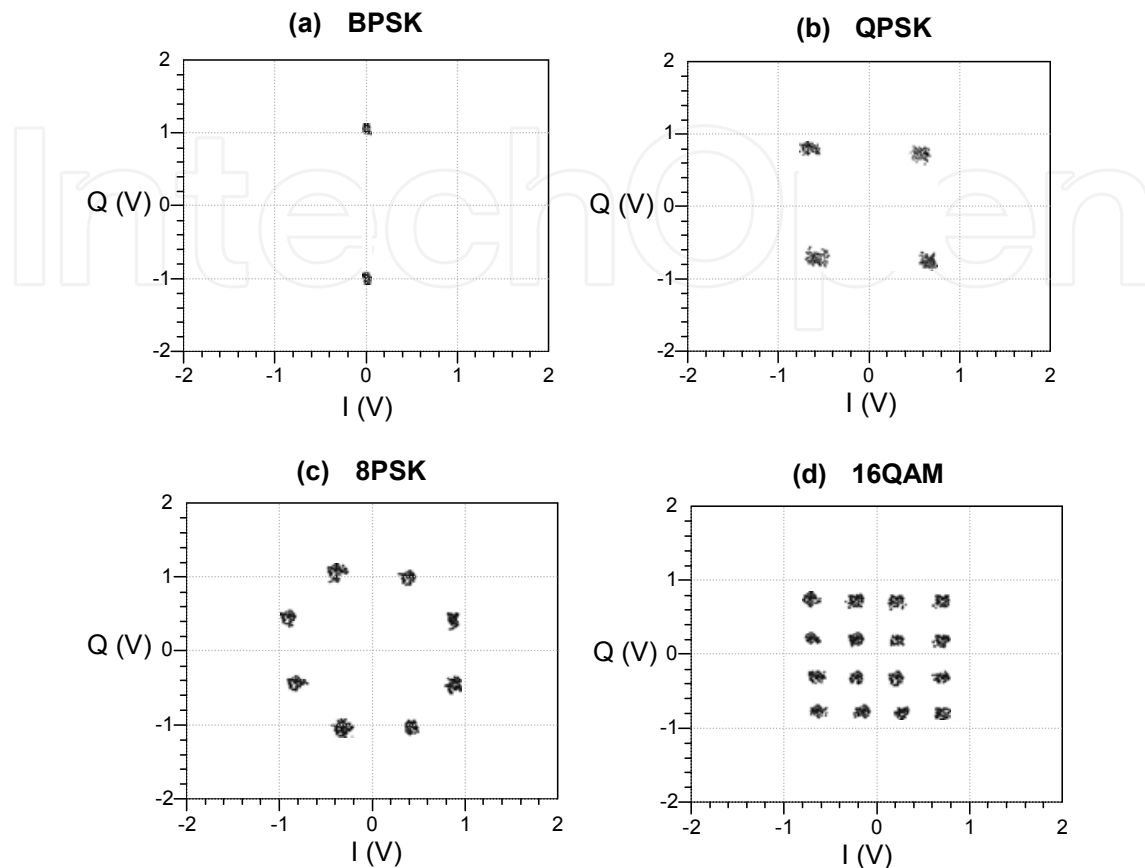 (a) BPSK
2
1
Q (V) 0
-1
-2
-2 -1 0 1 2
I (V)
(b) QPSK
2
1
Q (V) 0
-1
-2
-2 -1 0 1 2
I (V)
IntechOpen
(c) 8PSK
2
1
Q (V) 0
-1
-2
-2 -1 0 1 2
I (V)
(d) 16QAM
2
1
Q (V) 0
-1
-2
-2 -1 0 1 2
I (V)